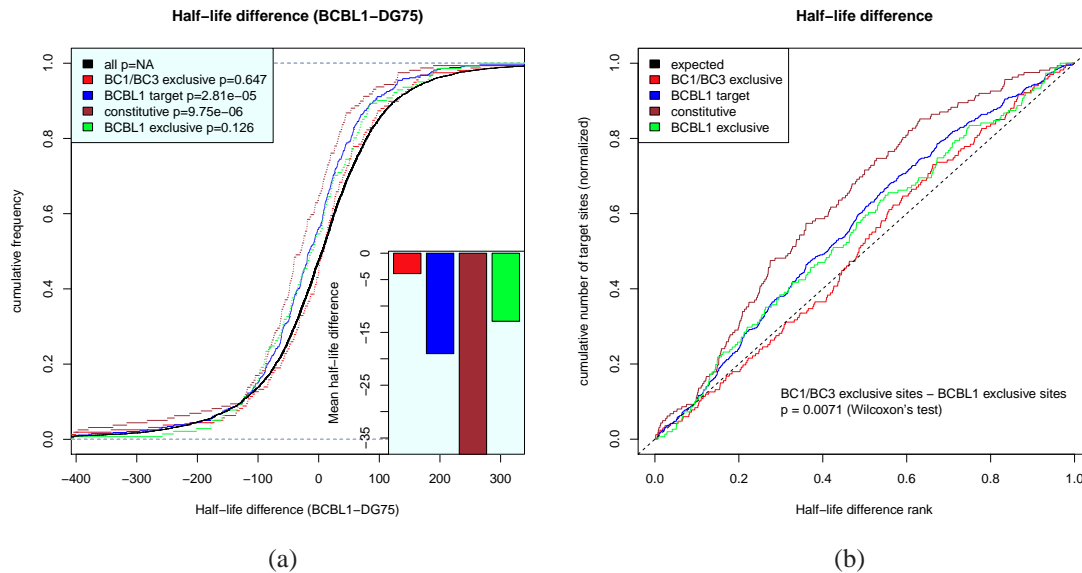 Half−life difference (BCBL1−DG75)
all p=NA
BC1/BC3 exclusive p=0.647
BCBL1 target p=2.81e−05
constitutive p=9.75e−06
BCBL1 exclusive p=0.126
cumulative frequency
0.0
0.2
0.4
0.6
0.8
1.0
Mean half−life difference
0
−5
−15
−25
−35
−400
−200
−100
0
100
200
300
Half−life difference (BCBL1−DG75)
(a)
Half−life difference
expected
BC1/BC3 exclusive
BCBL1 target
constitutive
BCBL1 exclusive
cumulative number of target sites (normalized)
0.0
0.2
0.4
0.6
0.8
1.0
BC1/BC3 exclusive sites − BCBL1 exclusive sites
p = 0.0071 (Wilcoxon's test)
0.0
0.2
0.4
0.6
0.8
1.0
Half−life difference rank
(b)